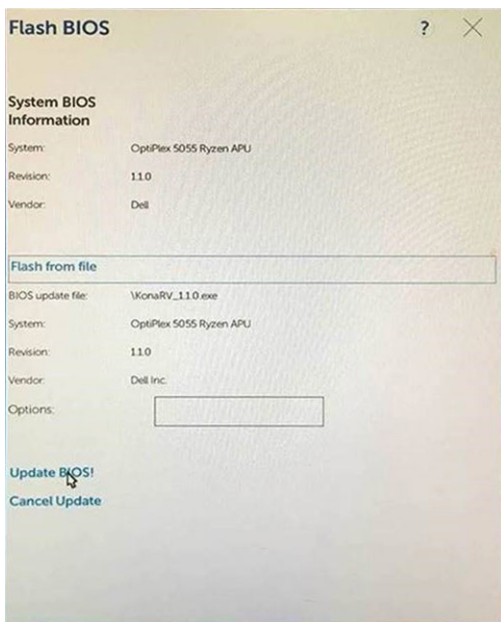 Flash BIOS ?
System BIOS
Information
System: OptiPlex 5055 Ryzen APU
Revision: 1.1.0
Vendor: Dell
Flash from file
BIOS update file: \KonaRV_1.1.0.exe
System: OptiPlex 5055 Ryzen APU
Revision: 1.1.0
Vendor: Dell Inc.
Options:
Update BIOS!
Cancel Update